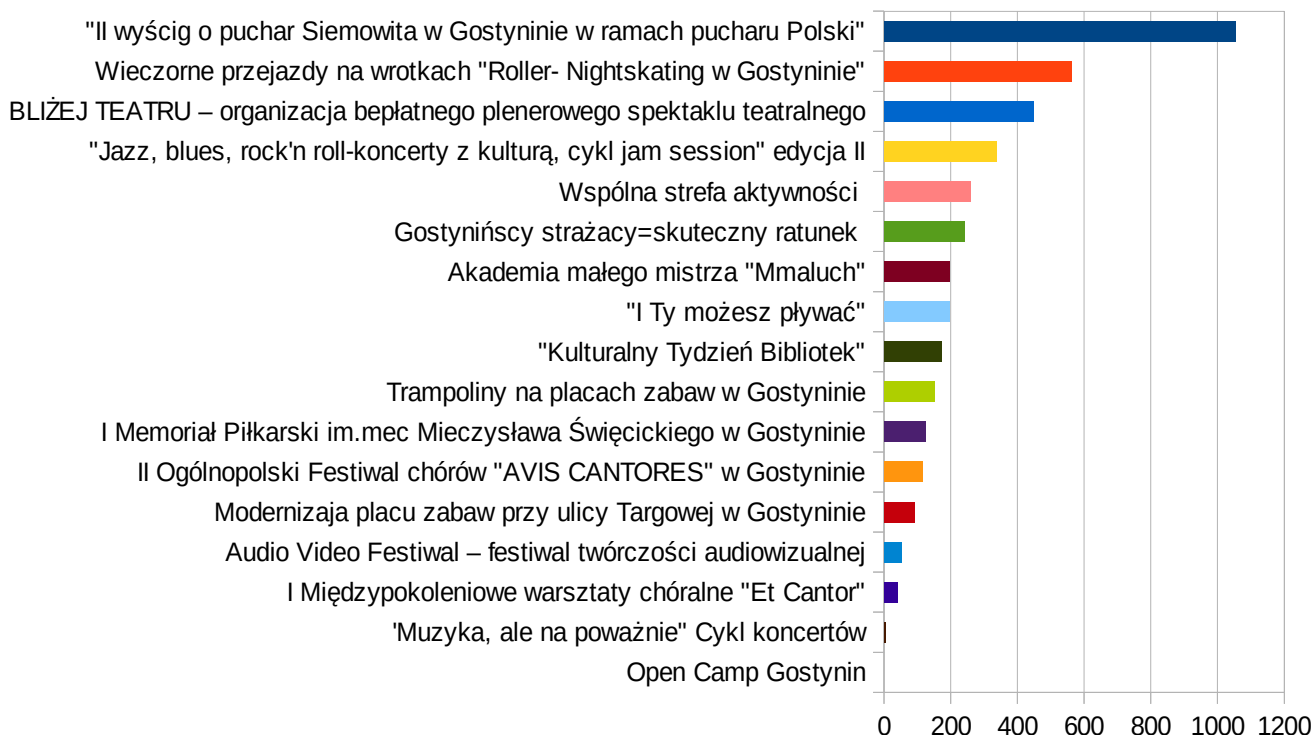 "II wyścig o puchar Siemowita w Gostyninie w ramach pucharu Polski"
Wieczorne przejazdy na wrotkach "Roller- Nightskating w Gostyninie"
BLIŻEJ TEATRU – organizacja bepłatnego plenerowego spektaklu teatralnego
"Jazz, blues, rock'n roll-koncerty z kulturą, cykl jam session" edycja II
Wspólna strefa aktywności
Gostynińscy strażacy=skuteczny ratunek
Akademia małego mistrza "Mmaluch"
"I Ty możesz pływać"
"Kulturalny Tydzień Bibliotek"
Trampoliny na placach zabaw w Gostyninie
I Memoriał Piłkarski im.mec Mieczysława Święcickiego w Gostyninie
II Ogólnopolski Festiwal chórów "AVIS CANTORES" w Gostyninie
Modernizaja placu zabaw przy ulicy Targowej w Gostyninie
Audio Video Festiwal – festiwal twórczości audiowizualnej
I Międzypokoleniowe warsztaty chóralne "Et Cantor"
'Muzyka, ale na poważnie" Cykl koncertów
Open Camp Gostynin
0 200 400 600 800 1000 1200